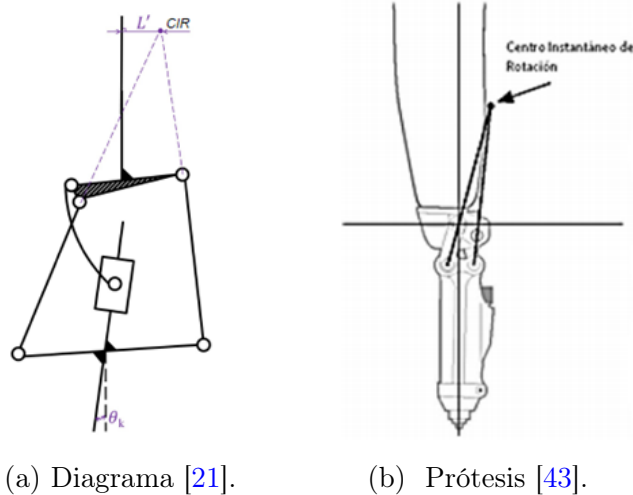 L'
CIR
Centro Instantáneo de
Rotación
θk
(a) Diagrama [21].
(b) Prótesis [43].